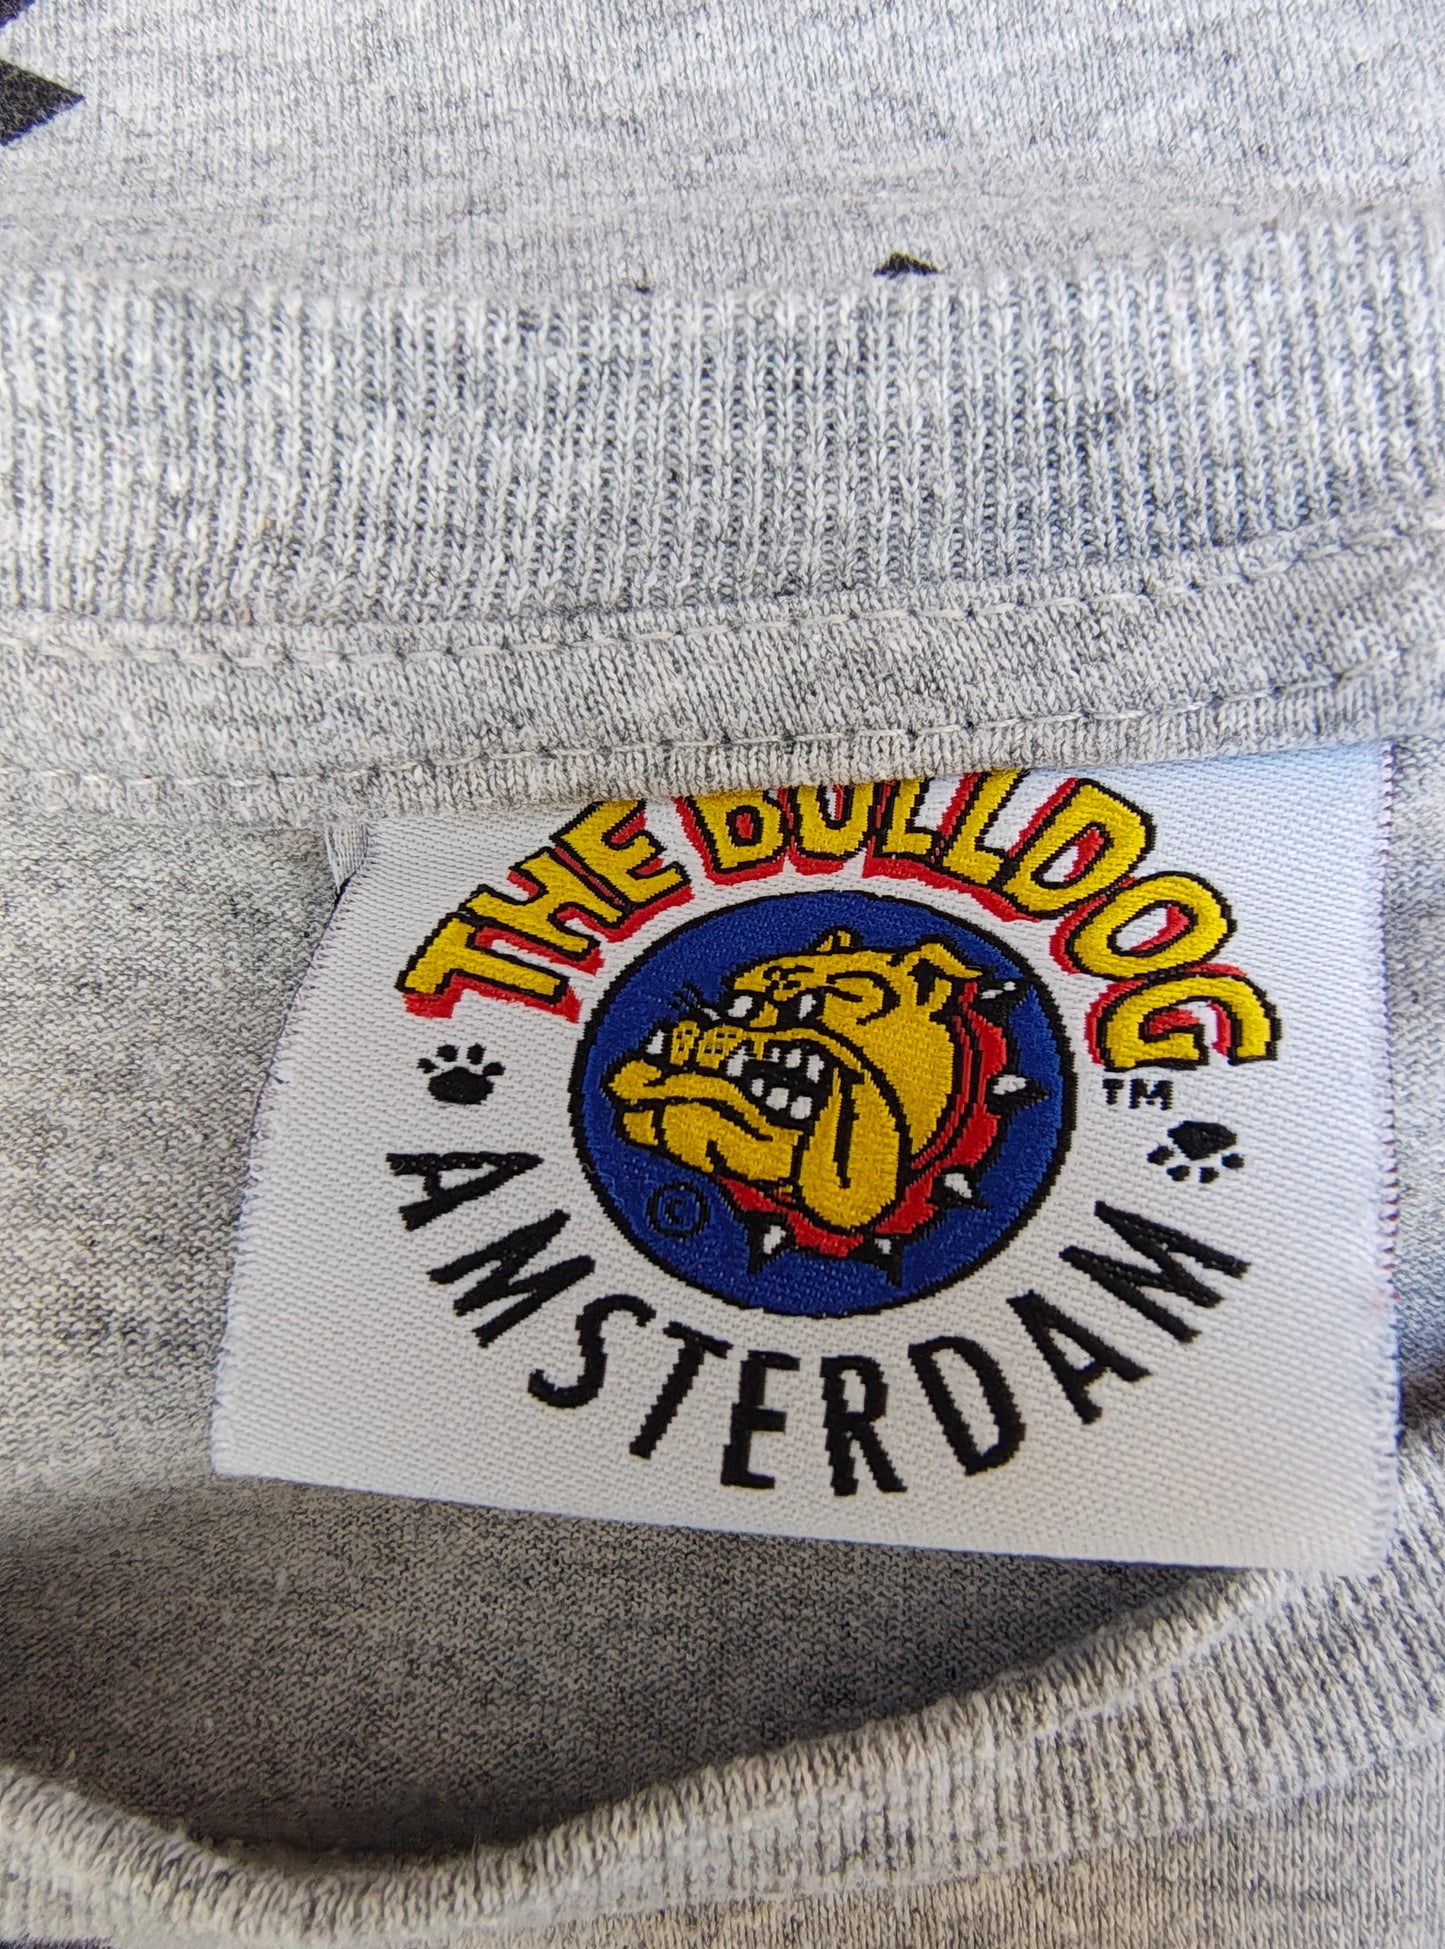 THE BULLDOG
TM
©
AMSTERDAM